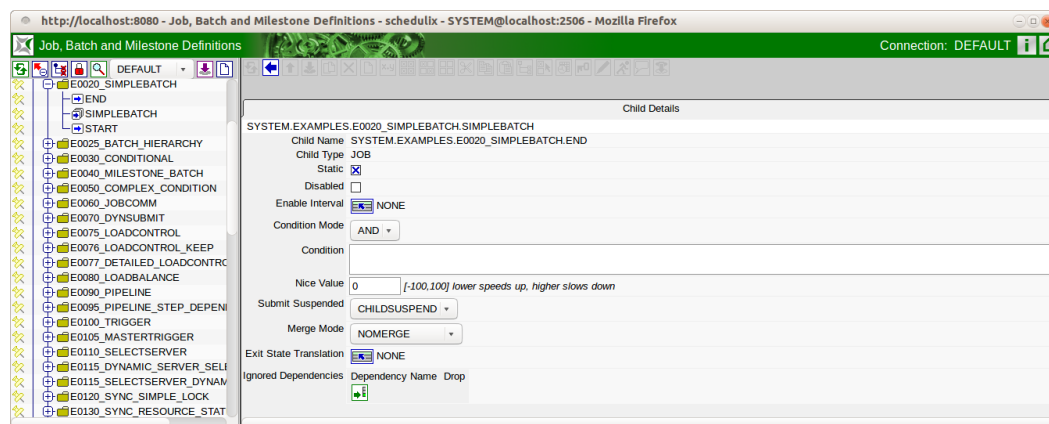 http://localhost:8080 - Job, Batch and Milestone Definitions - schedulix - SYSTEM@localhost:2506 - Mozilla Firefox
Job, Batch and Milestone Definitions
Connection: DEFAULT
DEFAULT
E0020_SIMPLEBATCH
END
SIMPLEBATCH
START
E0025_BATCH_HIERARCHY
E0030_CONDITIONAL
E0040_MILESTONE_BATCH
E0050_COMPLEX_CONDITION
E0060_JOBCOMM
E0070_DYNSUBMIT
E0075_LOADCONTROL
E0076_LOADCONTROL_KEEP
E0077_DETAILED_LOADCONTRO
E0080_LOADBALANCE
E0090_PIPELINE
E0095_PIPELINE_STEP_DEPEN
E0100_TRIGGER
E0105_MASTERTRIGGER
E0110_SELECTSERVER
E0115_DYNAMIC_SERVER_SEL
E0115_SELECTSERVER_DYNAM
E0120_SYNC_SIMPLE_LOCK
E0130_SYNC_RESOURCE_STAT
Child Details
SYSTEM.EXAMPLES.E0020_SIMPLEBATCH.SIMPLEBATCH
Child Name SYSTEM.EXAMPLES.E0020_SIMPLEBATCH.END
Child Type JOB
Static
Disabled
Enable Interval NONE
Condition Mode AND
Condition
Nice Value 0 [-100,100] lower speeds up, higher slows down
Submit Suspended CHILDSUSPEND
Merge Mode NOMERGE
Exit State Translation NONE
Ignored Dependencies Dependency Name Drop